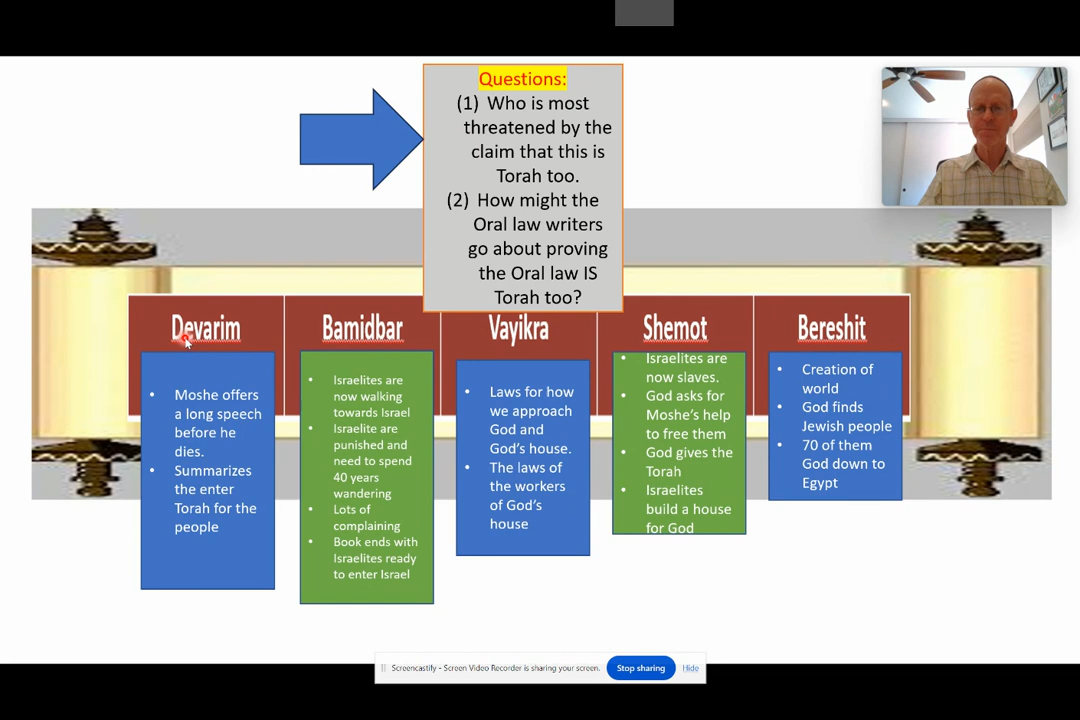 Questions:
(1) Who is most
threatened by the
claim that this is
Torah too.
(2) How might the
Oral law writers
go about proving
the Oral law IS
Torah too?
Devarim
• Moshe offers
a long speech
before he
dies.
• Summarizes
the enter
Torah for the
people
Bamidbar
• Israelites are
now walking
towards Israel
• Israelite are
punished and
need to spend
40 years
wandering
• Lots of
complaining
• Book ends with
Israelites ready
to enter Israel
Vayikra
• Laws for how
we approach
God and
God's house.
• The laws of
the workers
of God's
house
Shemot
• Israelites are
now slaves.
• God asks for
Moshe's help
to free them
• God gives the
Torah
• Israelites
build a house
for God
Bereshit
• Creation of
world
• God finds
Jewish people
• 70 of them
God down to
Egypt
Screencastify - Screen Video Recorder is sharing your screen.
Stop sharing
Hide